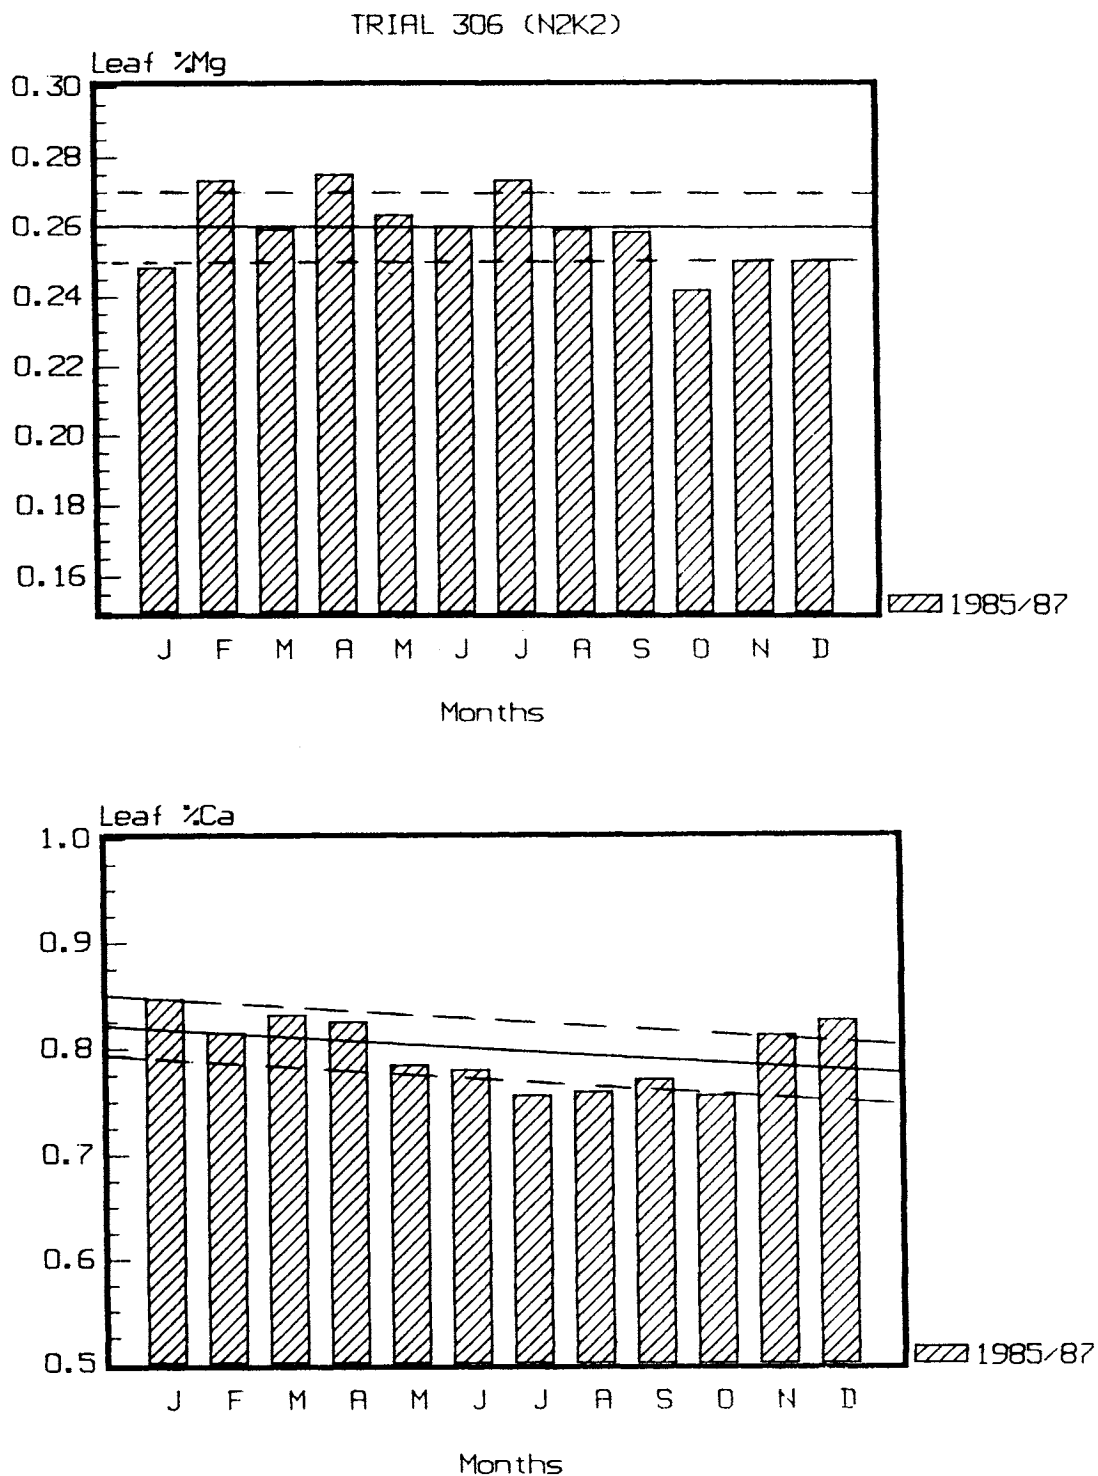 TRIAL 306 (N2K2)
Leaf %Mg
0.30
0.28
0.26
0.24
0.22
0.20
0.18
0.16
1985/87
J F M A M J J A S O N D
Months
Leaf %Ca
1.0
0.9
0.8
0.7
0.6
0.5
1985/87
J F M A M J J A S O N D
Months